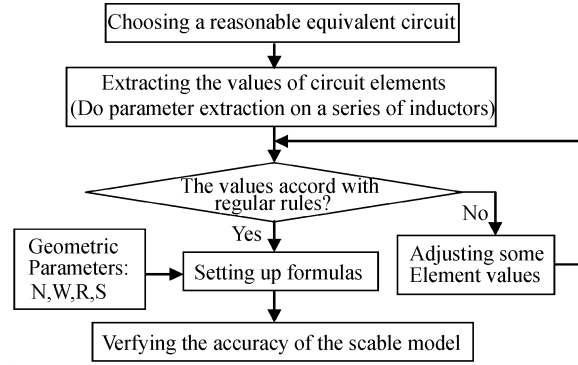 Choosing a reasonable equivalent circuit
Extracting the values of circuit elements
(Do parameter extraction on a series of inductors)
The values accord with
regular rules?
No
Yes
Geometric
Parameters:
N,W,R,S
Setting up formulas
Adjusting some
Element values
Verfying the accuracy of the scable model